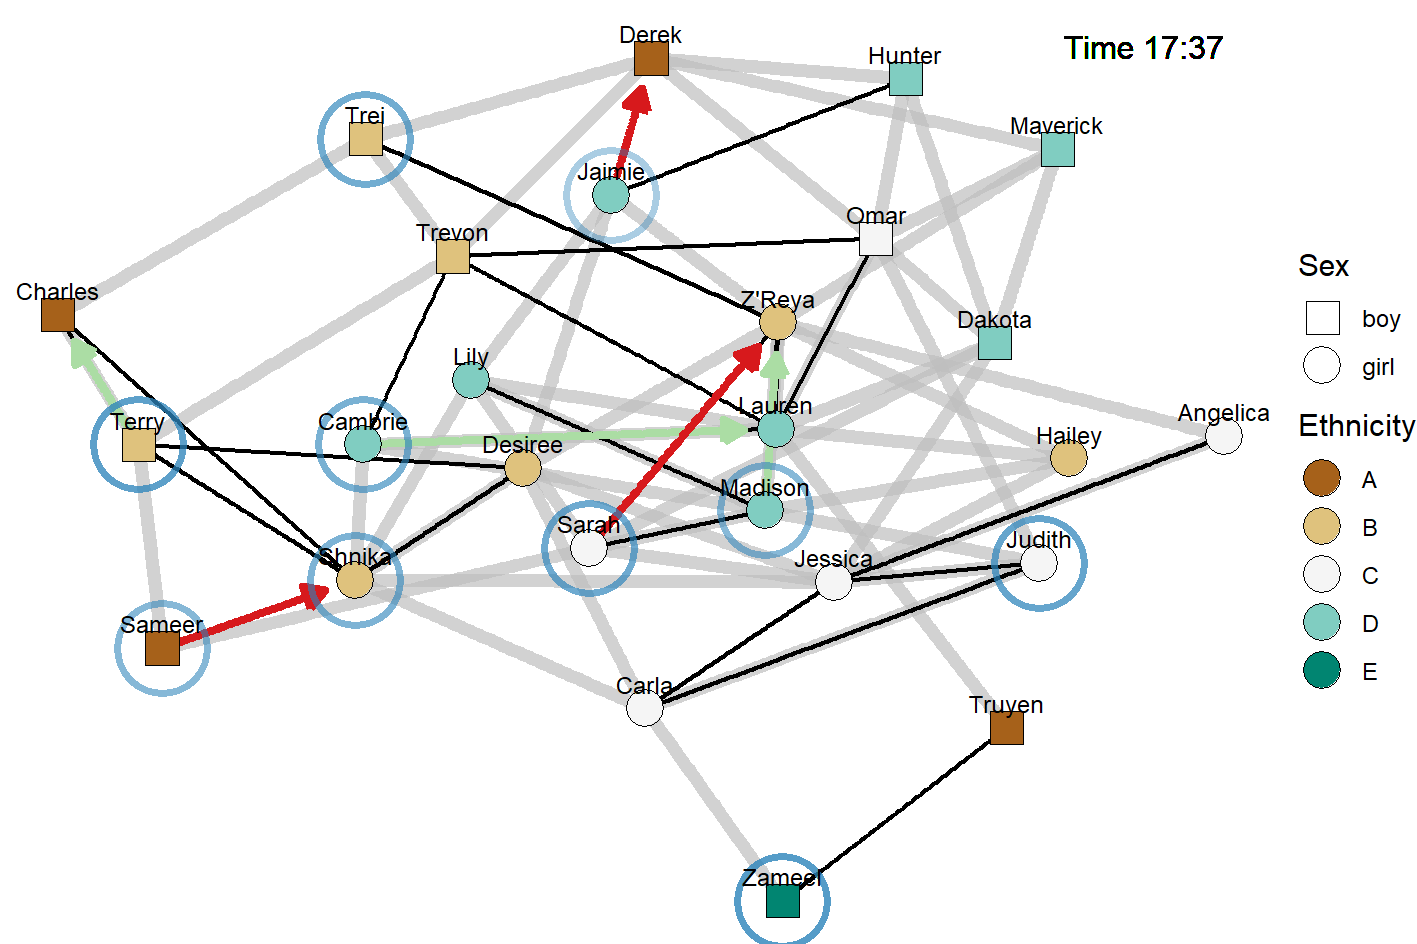 Derek
Time 17:37
Hunter
Trei
Maverick
Jaimie
Omar
Trevon
Charles
Z'Reya
Dakota
Lily
Lauren
Angelica
Terry
Cambrie
Desiree
Hailey
Madison
Sarah
Judith
Shnika
Jessica
Sameer
Carla
Truyen
Zameel
Sex
boy
girl
Ethnicity
A
B
C
D
E